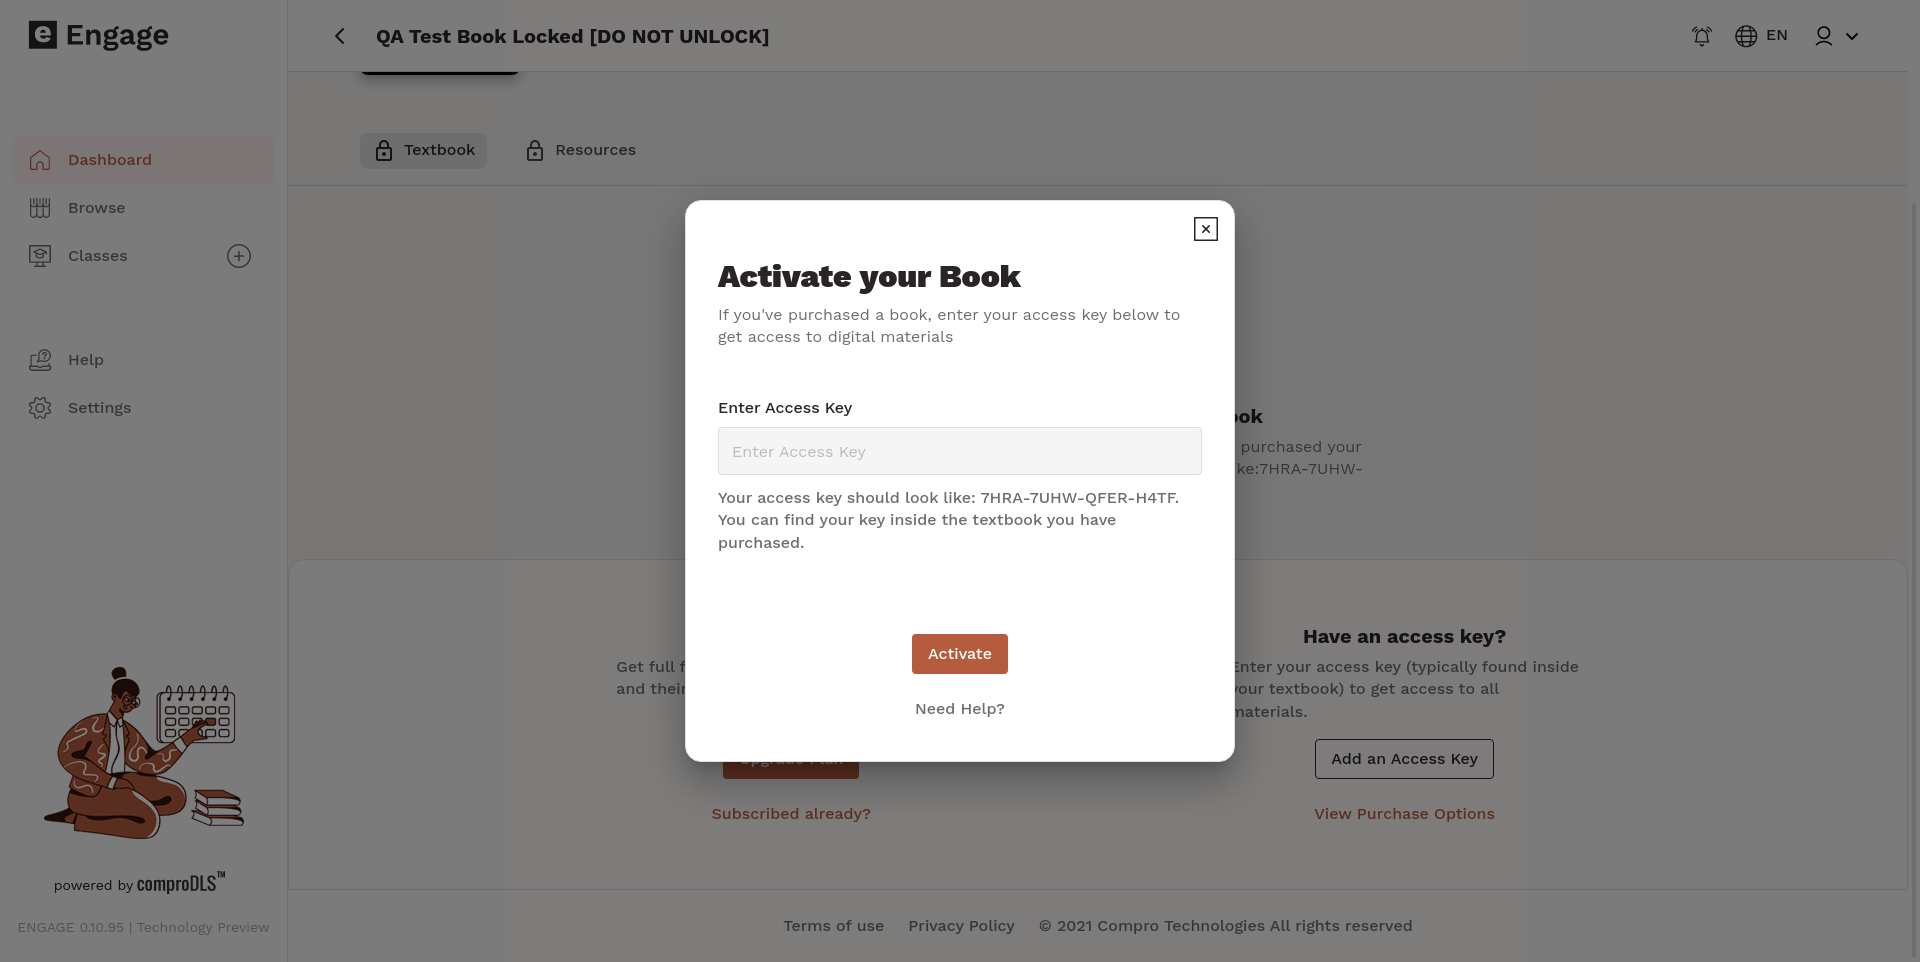 Engage
QA Test Book Locked [DO NOT UNLOCK]
EN
Dashboard
Browse
Classes
Help
Settings
powered by comproDLS™
ENGAGE 0.10.95 | Technology Preview
Textbook
Resources
Activate your Book
If you've purchased a book, enter your access key below to
get access to digital materials
Enter Access Key
Enter Access Key
Your access key should look like: 7HRA-7UHW-QFER-H4TF.
You can find your key inside the textbook you have
purchased.
Activate
Need Help?
purchased your
7HRA-7UHW-
Get full
and their
Upgrade Plan
Subscribed already?
Have an access key?
Enter your access key (typically found inside
your textbook) to get access to all
materials.
Add an Access Key
View Purchase Options
Terms of use
Privacy Policy
© 2021 Compro Technologies All rights reserved